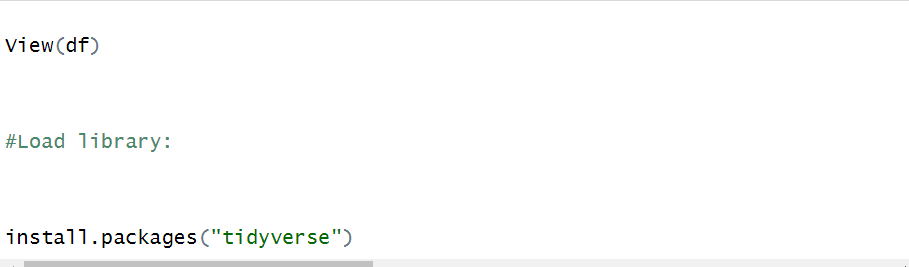 View(df)
#Load library:
install.packages("tidyverse")